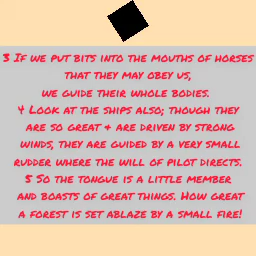 3 If we put bits into the mouths of horses
that they may obey us,
we guide their whole bodies.
4 Look at the ships also; though they
are so great & are driven by strong
winds, they are guided by a very small
rudder where the will of pilot directs.
5 So the tongue is a little member
and boasts of great things. How great
a forest is set ablaze by a small fire!